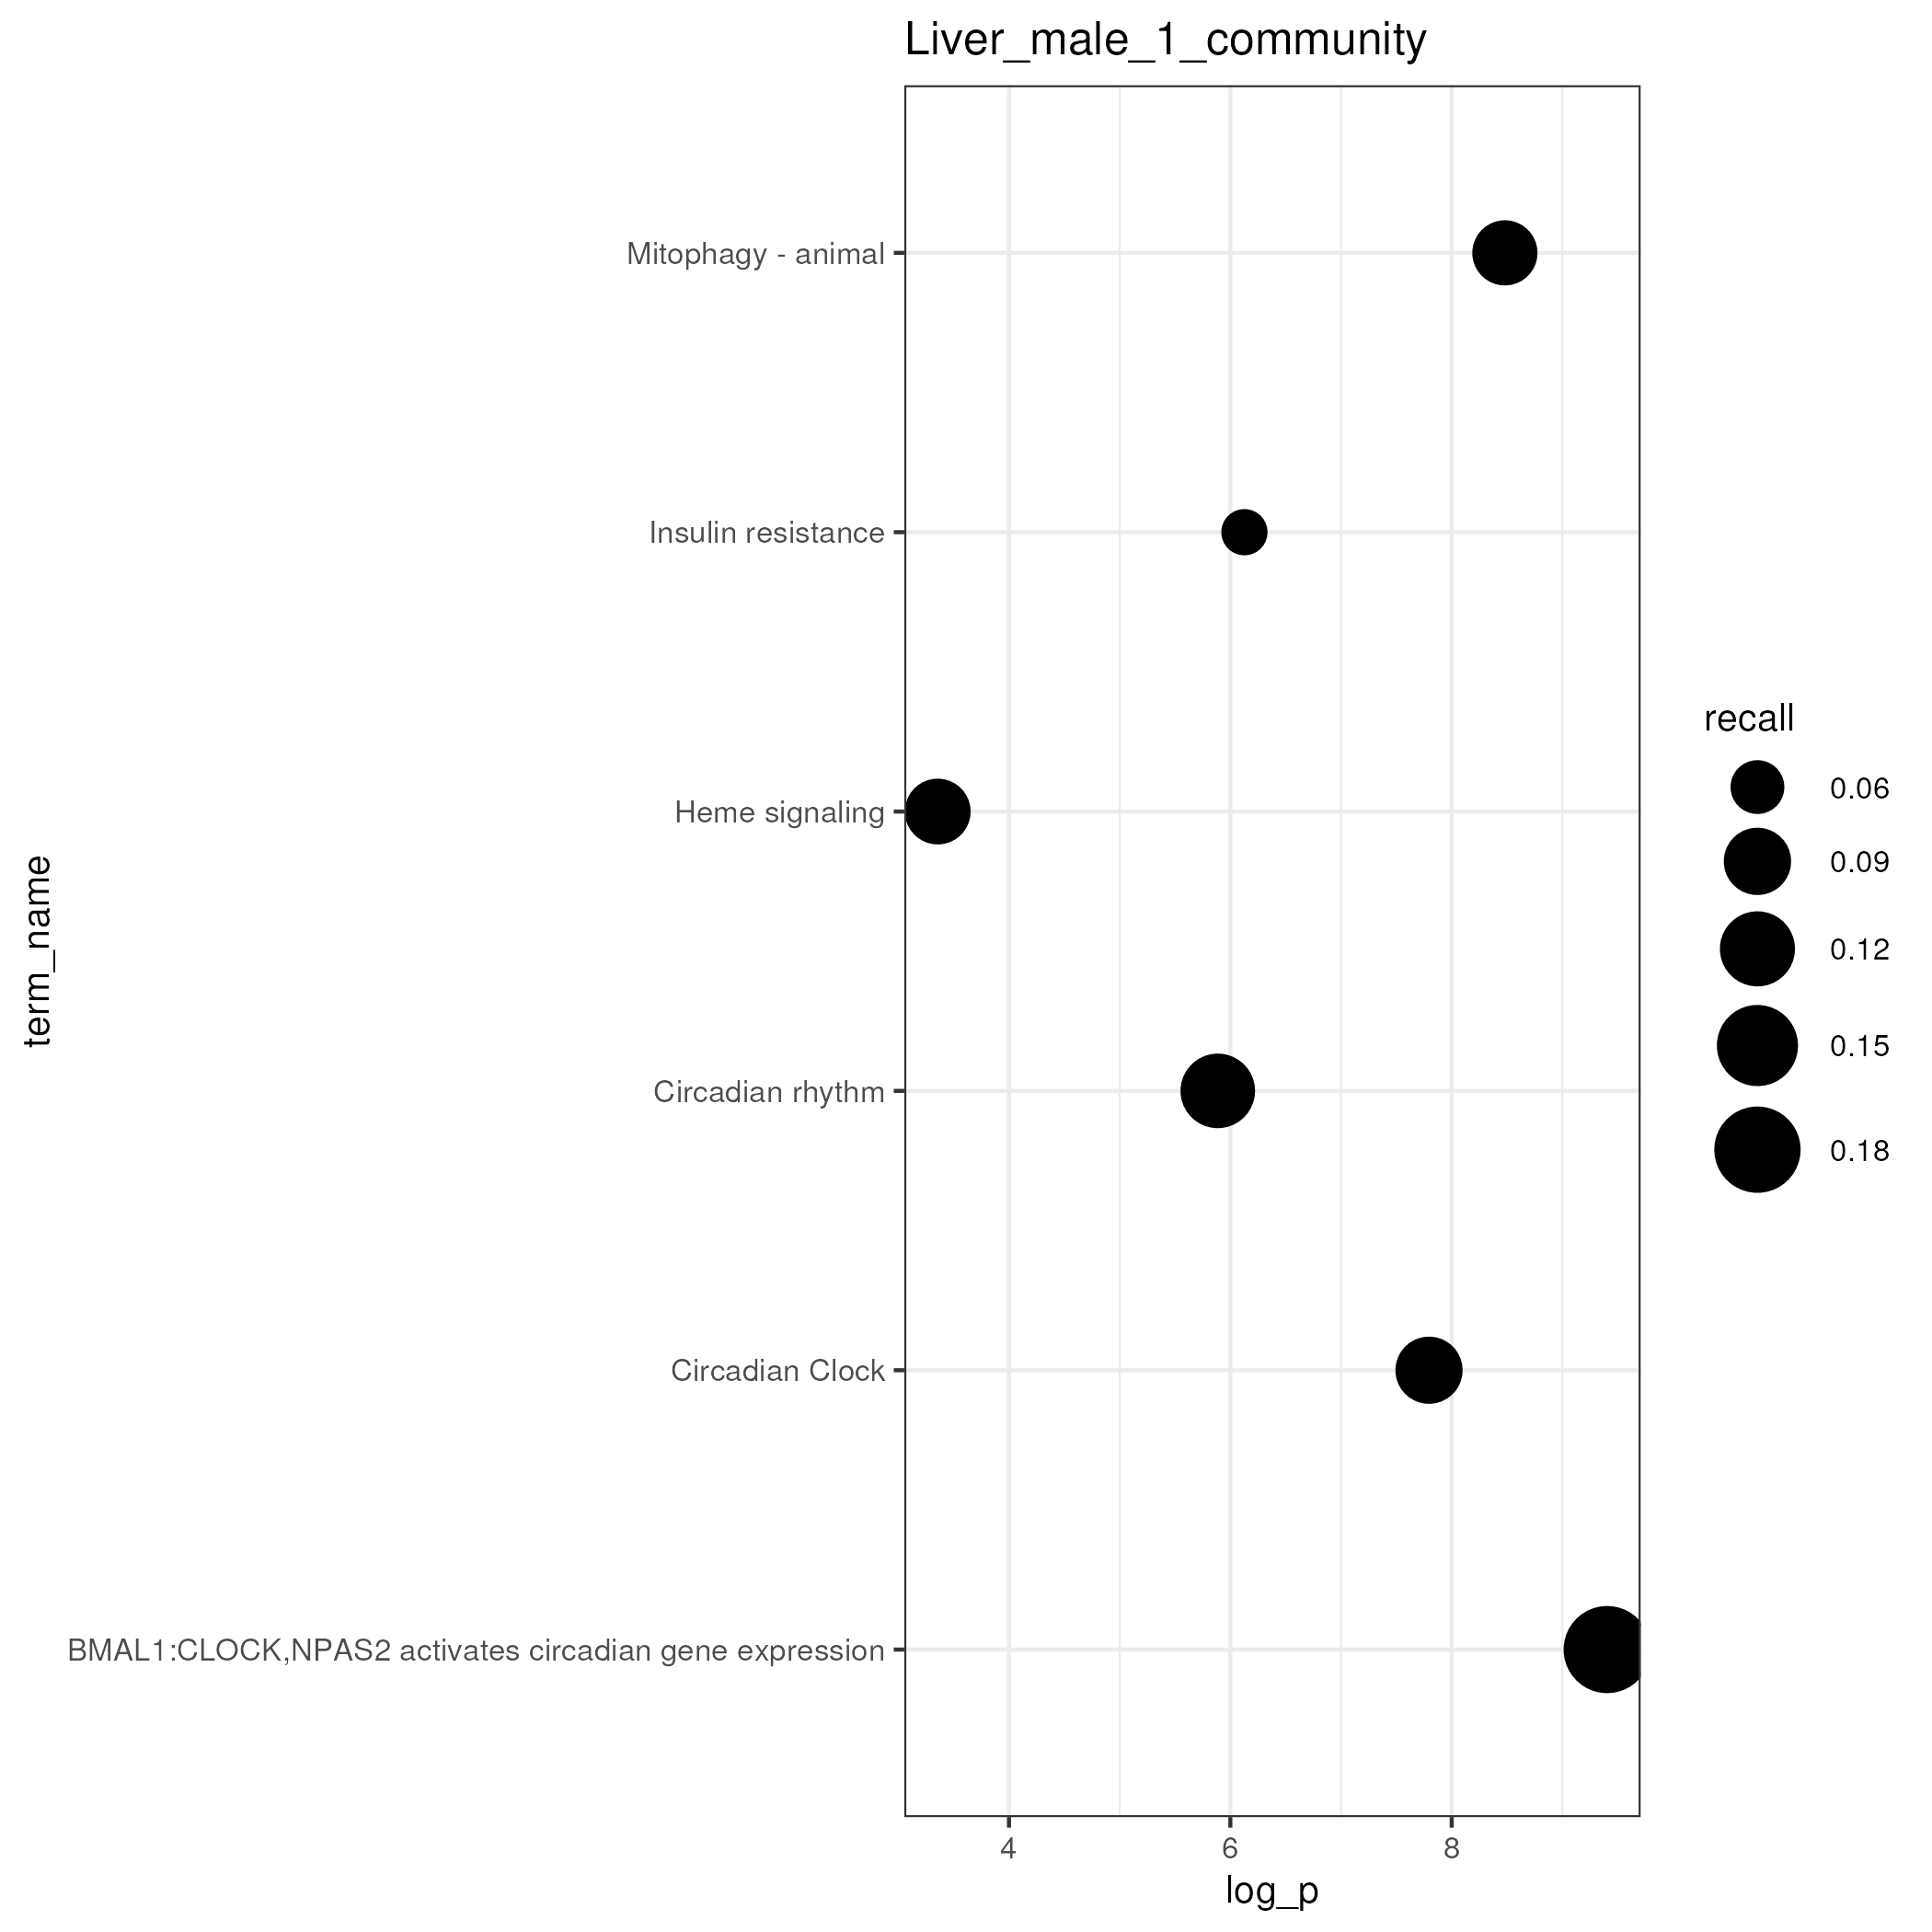 Liver_male_1_community
Mitophagy - animal
Insulin resistance
Heme signaling
Circadian rhythm
Circadian Clock
BMAL1:CLOCK,NPAS2 activates circadian gene expression
term_name
4
6
8
log_p
recall
0.06
0.09
0.12
0.15
0.18